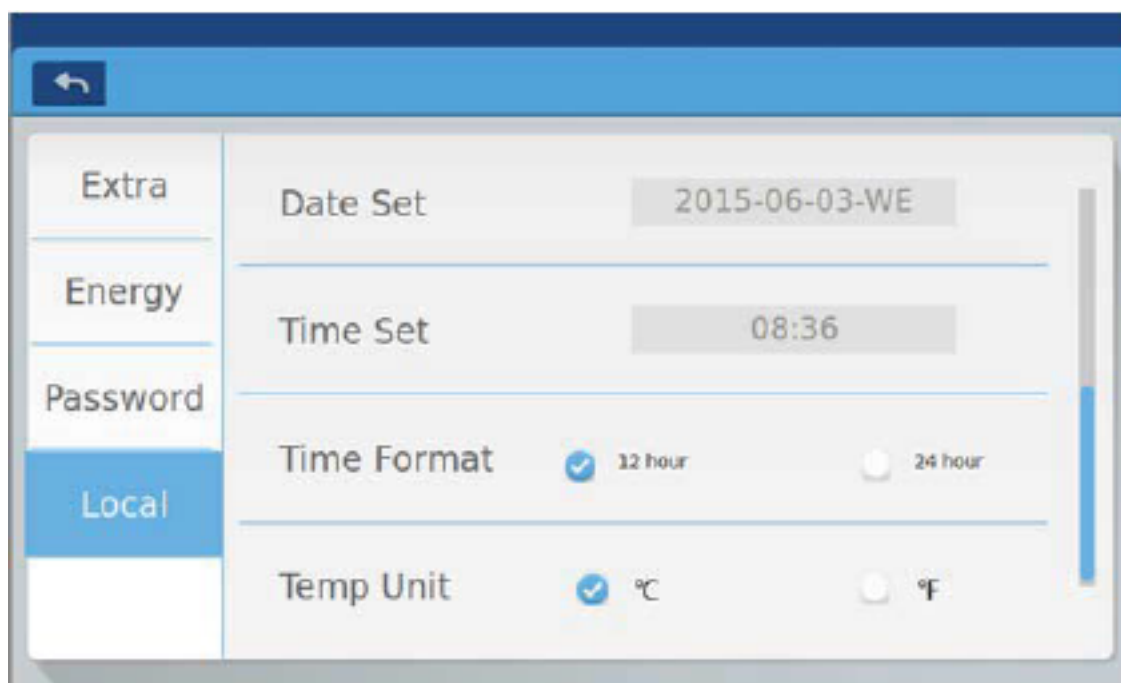 Extra
Energy
Password
Local
Date Set 2015-06-03-WE
Time Set 08:36
Time Format 12 hour 24 hour
Temp Unit ℃ ℉